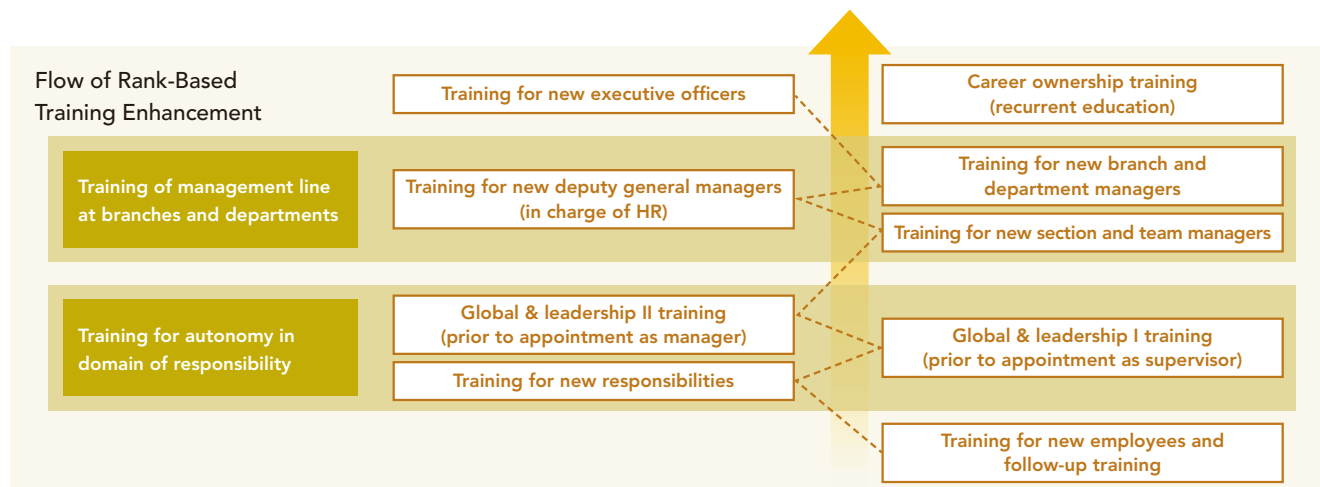 Flow of Rank-Based
Training Enhancement
Training for new executive officers
Career ownership training
(recurrent education)
Training of management line
at branches and departments
Training for new deputy general managers
(in charge of HR)
Training for new branch and
department managers
Training for new section and team managers
Training for autonomy in
domain of responsibility
Global & leadership II training
(prior to appointment as manager)
Training for new responsibilities
Global & leadership I training
(prior to appointment as supervisor)
Training for new employees and
follow-up training